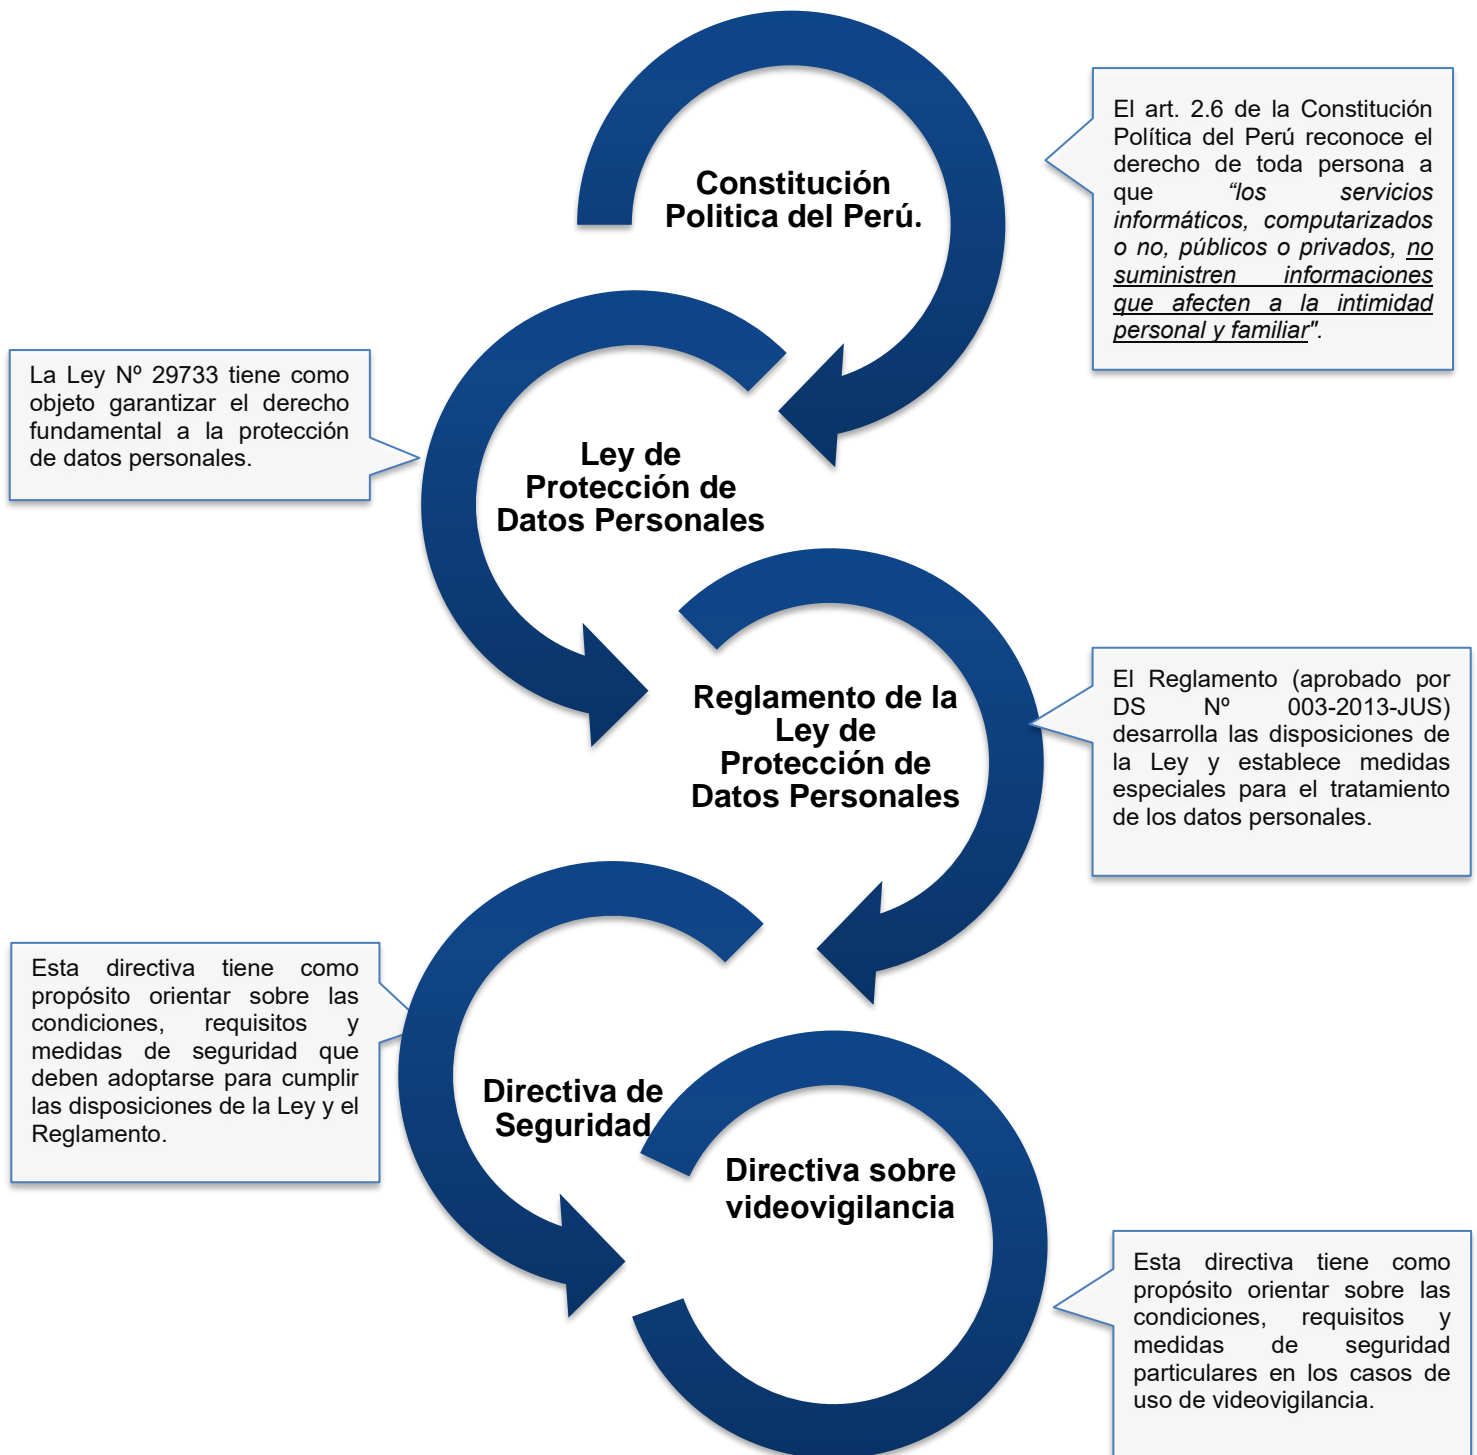 Constitución
Politica del Perú.
El art. 2.6 de la Constitución
Política del Perú reconoce el
derecho de toda persona a
que “los servicios
informáticos, computarizados
o no, públicos o privados, no
suministren informaciones
que afecten a la intimidad
personal y familiar".
La Ley Nº 29733 tiene como
objeto garantizar el derecho
fundamental a la protección
de datos personales.
Ley de
Protección de
Datos Personales
Reglamento de la
Ley de
Protección de
Datos Personales
El Reglamento (aprobado por
DS Nº 003-2013-JUS)
desarrolla las disposiciones de
la Ley y establece medidas
especiales para el tratamiento
de los datos personales.
Esta directiva tiene como
propósito orientar sobre las
condiciones, requisitos y
medidas de seguridad que
deben adoptarse para cumplir
las disposiciones de la Ley y el
Reglamento.
Directiva de
Seguridad
Directiva sobre
videovigilancia
Esta directiva tiene como
propósito orientar sobre las
condiciones, requisitos y
medidas de seguridad
particulares en los casos de
uso de videovigilancia.